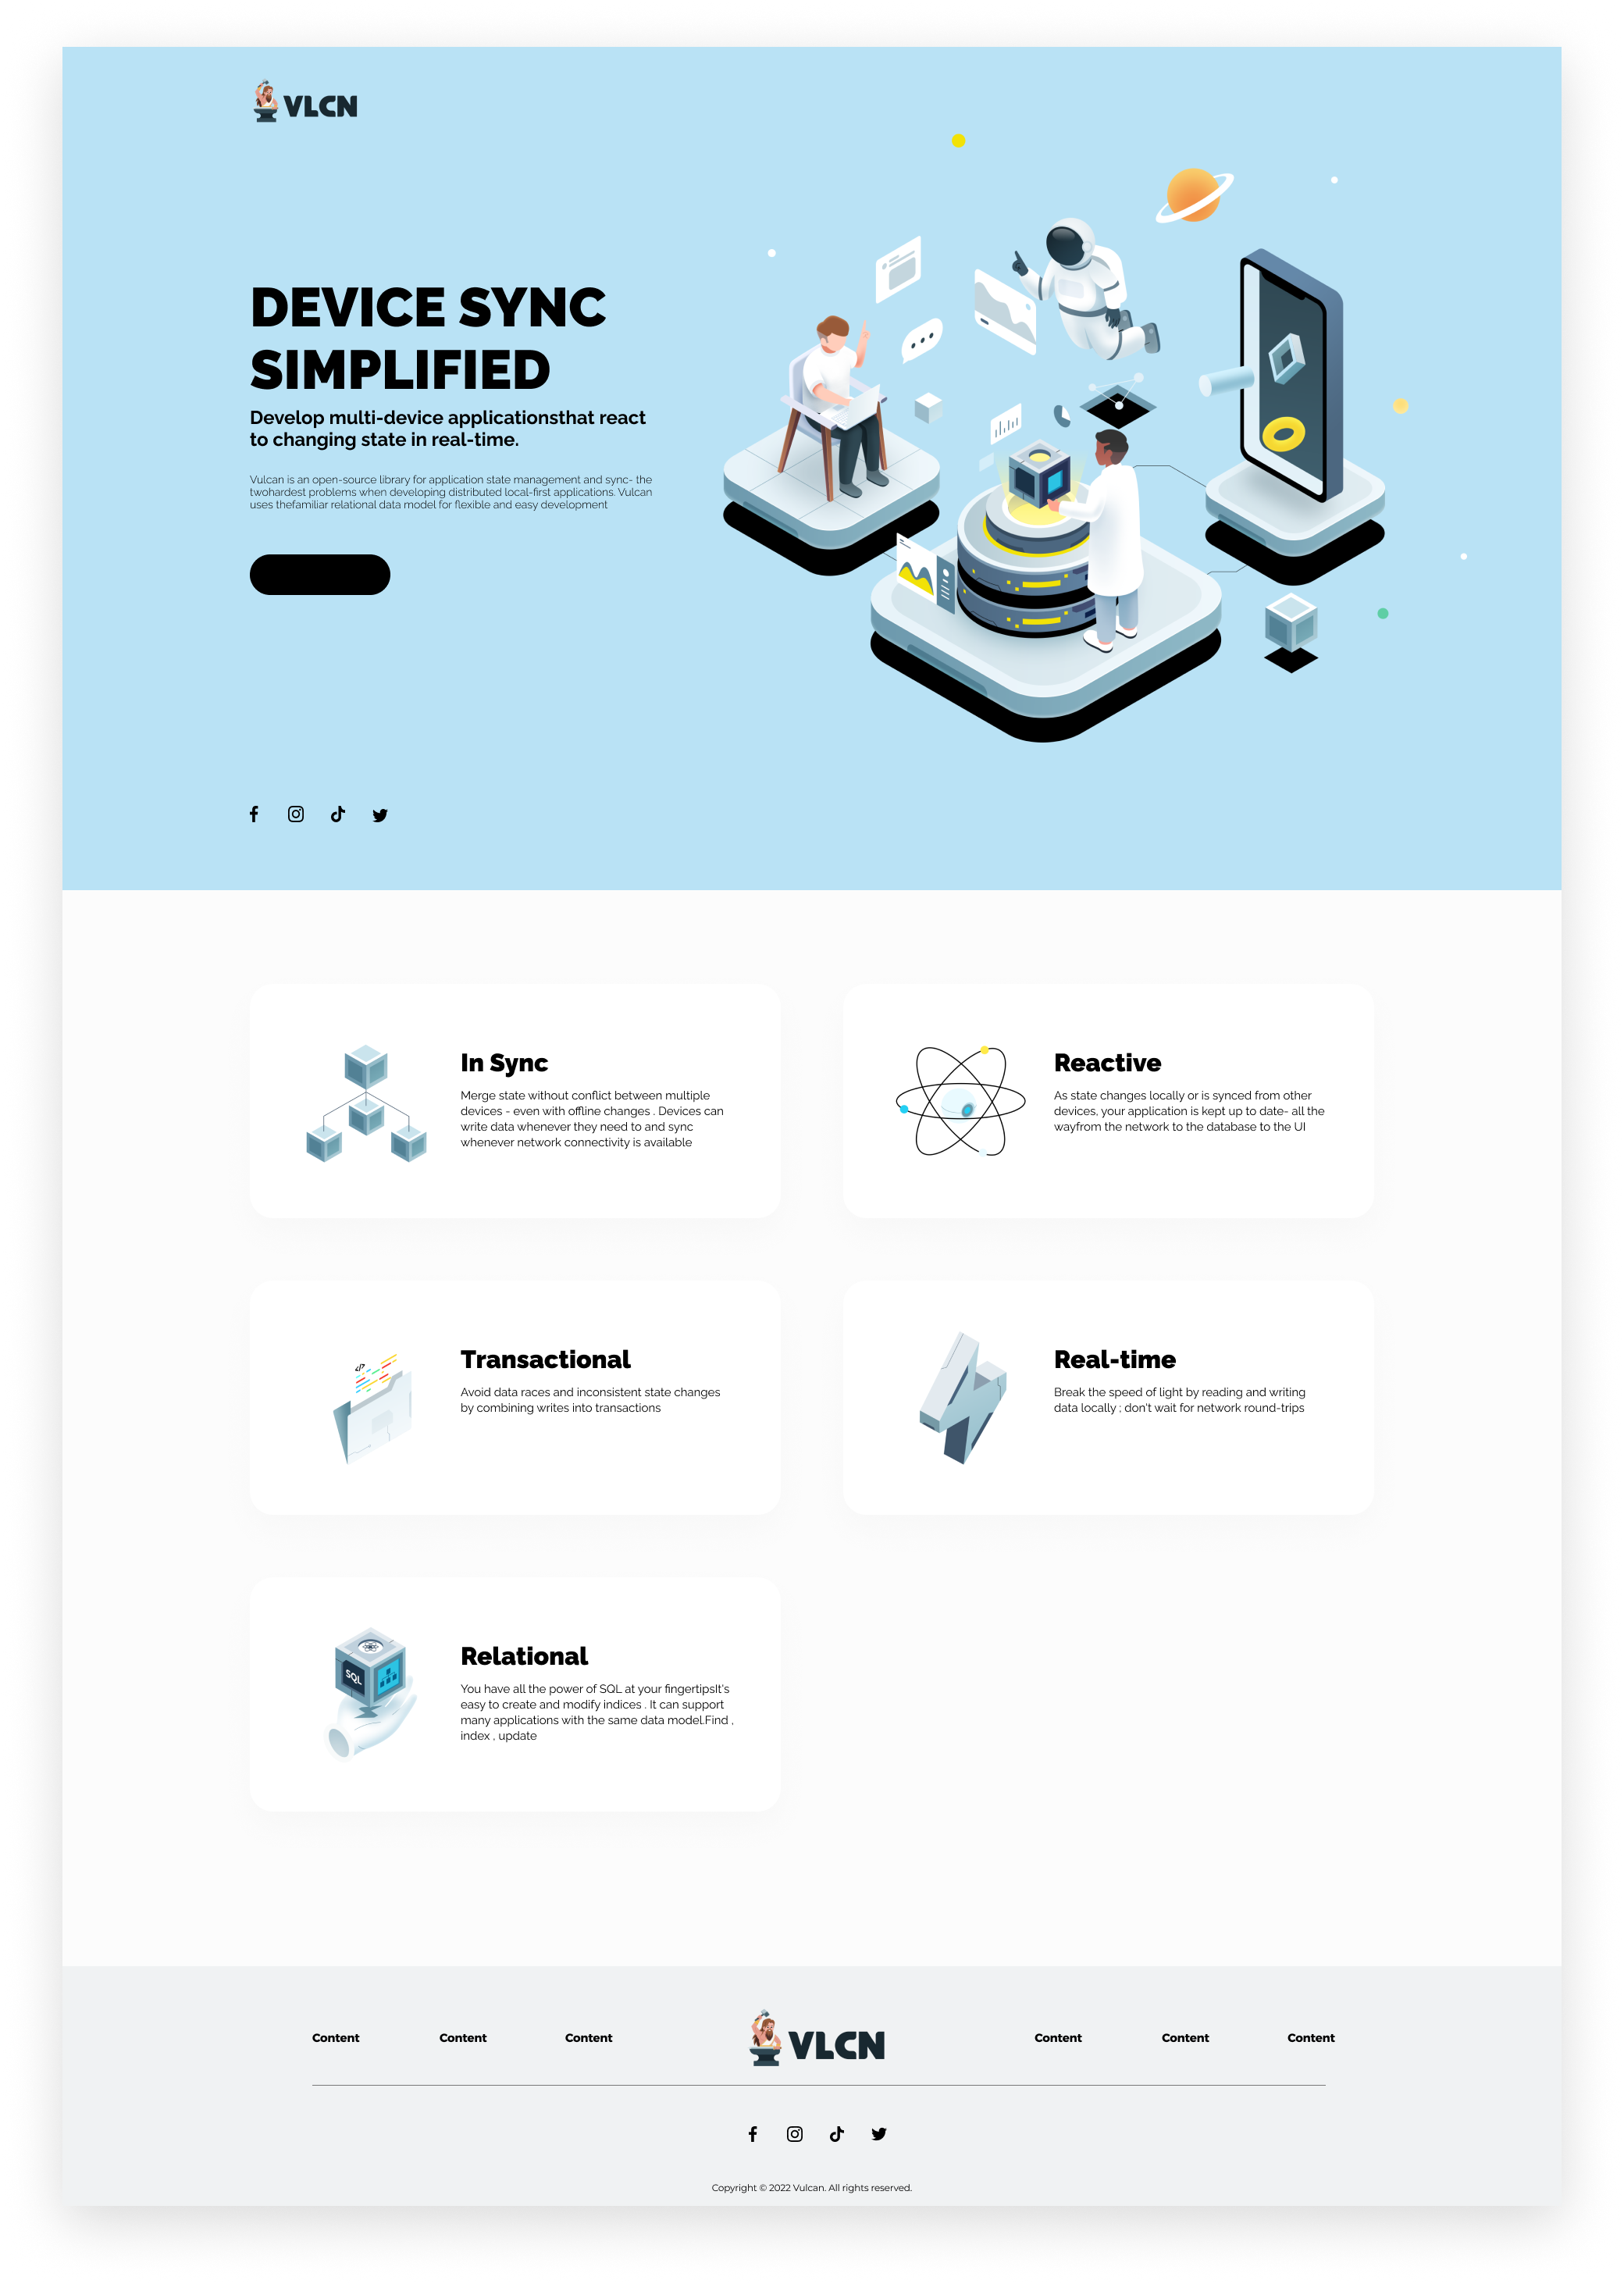 VLCN
DEVICE SYNC
SIMPLIFIED
Develop multi-device applicationsthat react
to changing state in real-time.
Vulcan is an open-source library for application state management and sync- the
twohardest problems when developing distributed local-first applications. Vulcan
uses thefamiliar relational data model for flexible and easy development
In Sync
Merge state without conflict between multiple
devices - even with offline changes . Devices can
write data whenever they need to and sync
whenever network connectivity is available
Reactive
As state changes locally or is synced from other
devices, your application is kept up to date- all the
wayfrom the network to the database to the UI
</>
Transactional
Avoid data races and inconsistent state changes
by combining writes into transactions
Real-time
Break the speed of light by reading and writing
data locally ; don't wait for network round-trips
SQL
Relational
You have all the power of SQL at your fingertipsIt's
easy to create and modify indices . It can support
many applications with the same data model.Find ,
index , update
Content Content Content VLCN Content Content Content
Copyright © 2022 Vulcan. All rights reserved.